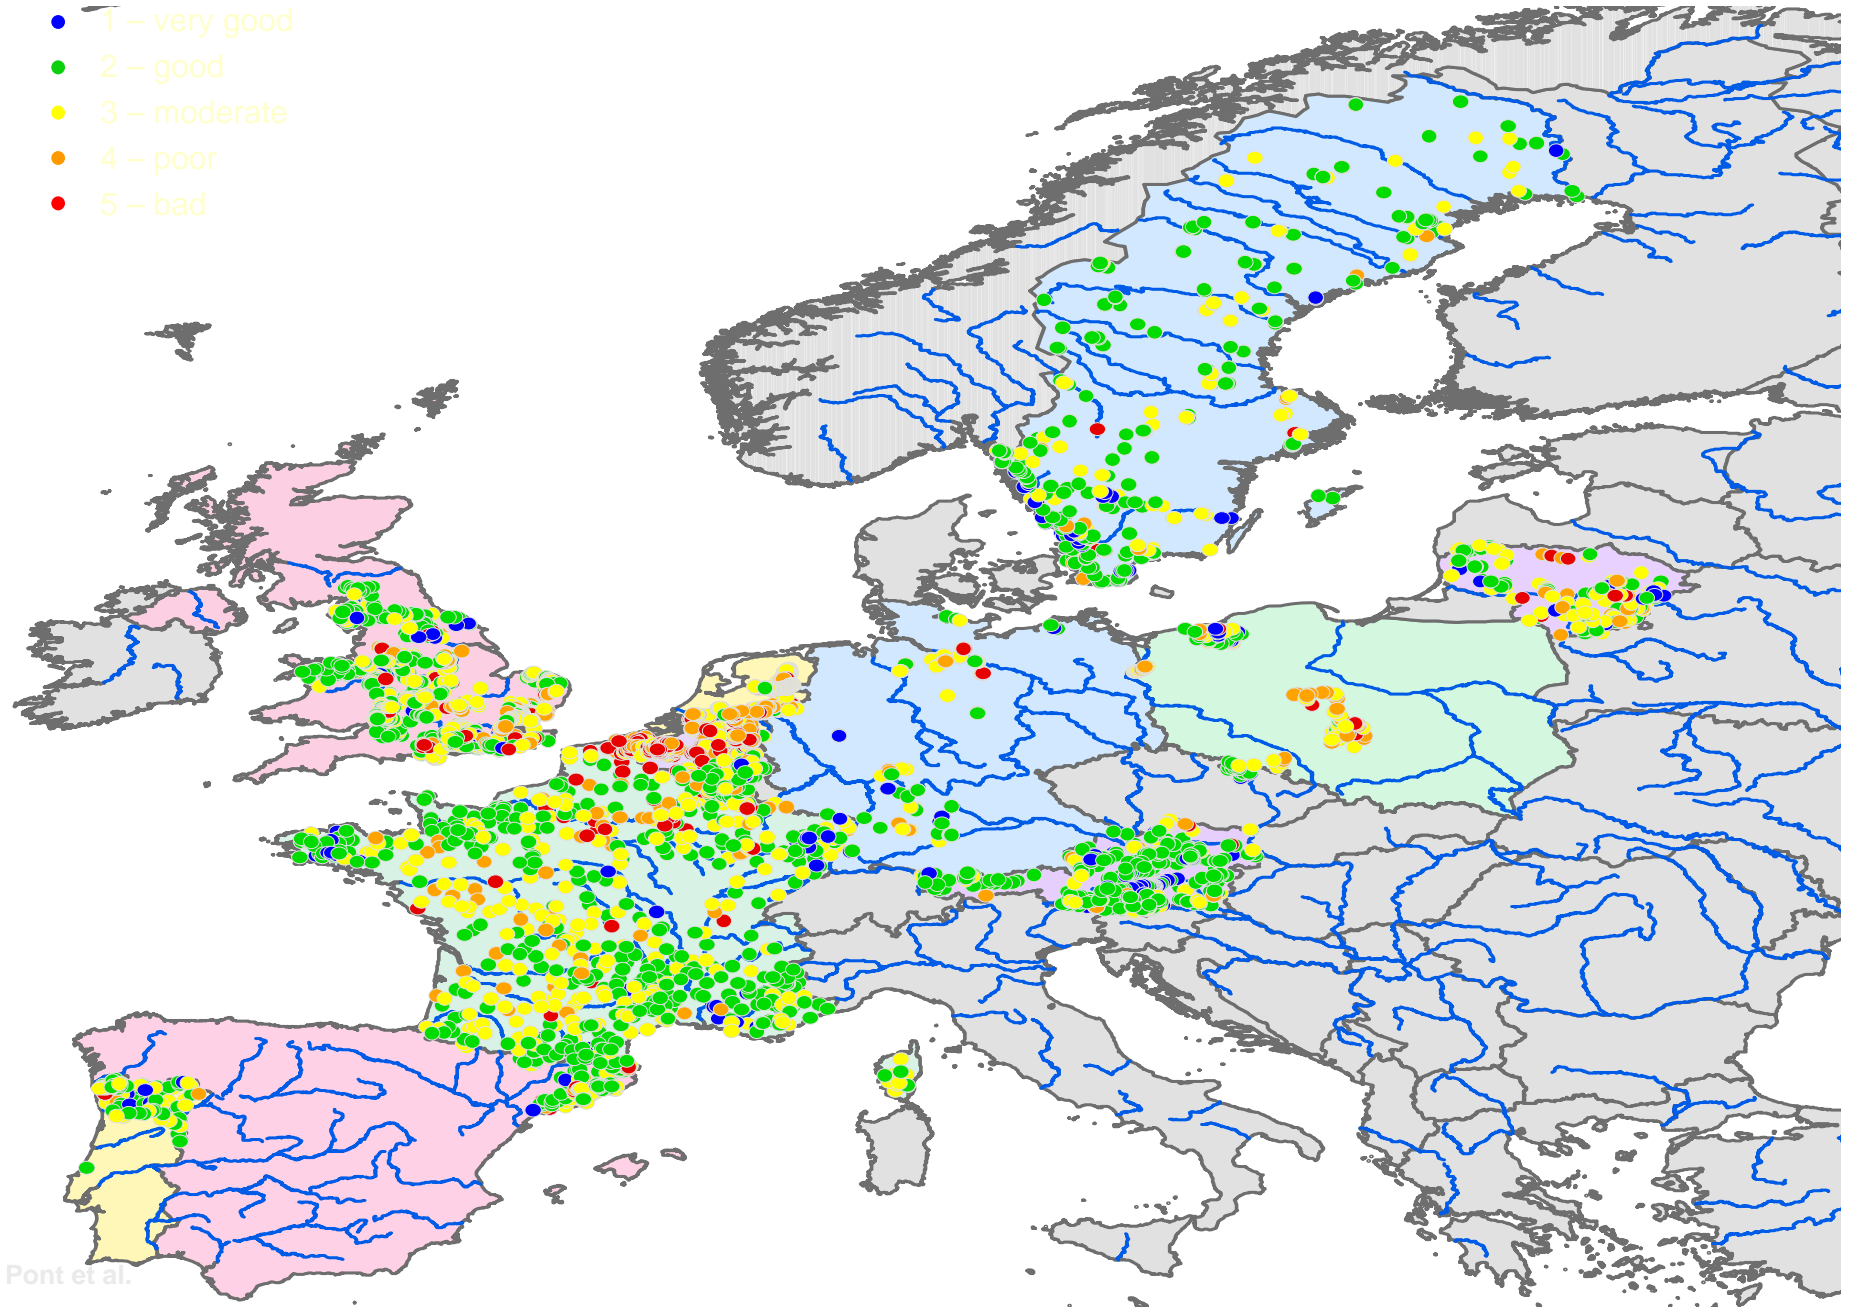 1 – very good
2 – good
3 – moderate
4 – poor
5 – bad
Pont et al.